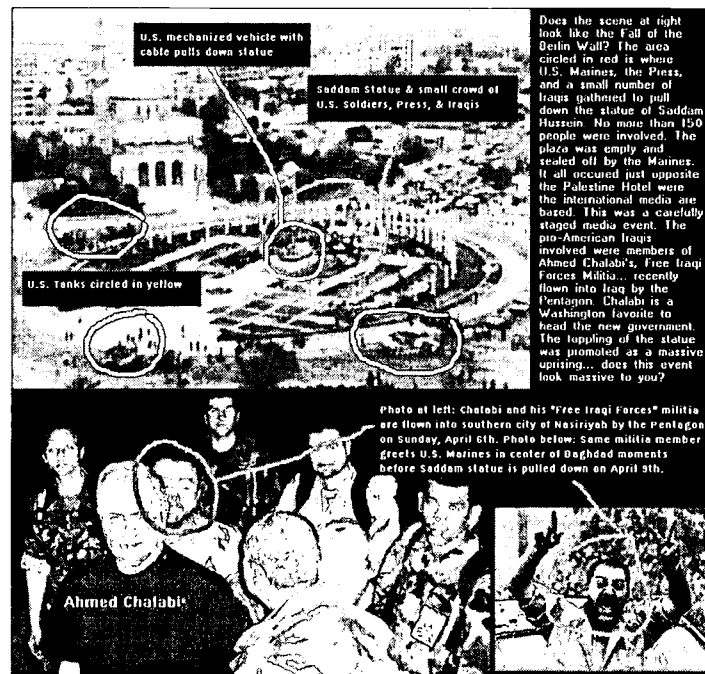 U.S. mechanized vehicle with
cable pulls down statue
Saddam Statue & small crowd of
U.S. Soldiers, Press, & Iraqis
U.S. Tanks circled in yellow
Does the scene at right
look like the Fall of the
Berlin Wall? The area
circled in red is where
U.S. Marines, the Press,
and a small number of
Iraqis gathered to pull
down the statue of Saddam
Hussein. No more than 150
people were involved. The
plaza was empty and
sealed off by the Marines.
It all occured just opposite
the Palestine Hotel were
the international media are
based. This was a carefully
staged media event. The
pro-American Iraqis
involved were members of
Ahmed Chalabi's, Free Iraqi
Forces Militia... recently
flown into Iraq by the
Pentagon. Chalabi is a
Washington favorite to
head the new government.
The toppling of the statue
was promoted as a massive
uprising... does this event
look massive to you?
Photo at left: Chalabi and his "Free Iraqi Forces" militia
are flown into southern city of Nasiriyah by the Pentagon
on Sunday, April 6th. Photo below: Same militia member
greets U.S. Marines in center of Baghdad moments
before Saddam statue is pulled down on April 9th.
Ahmed Chalabi